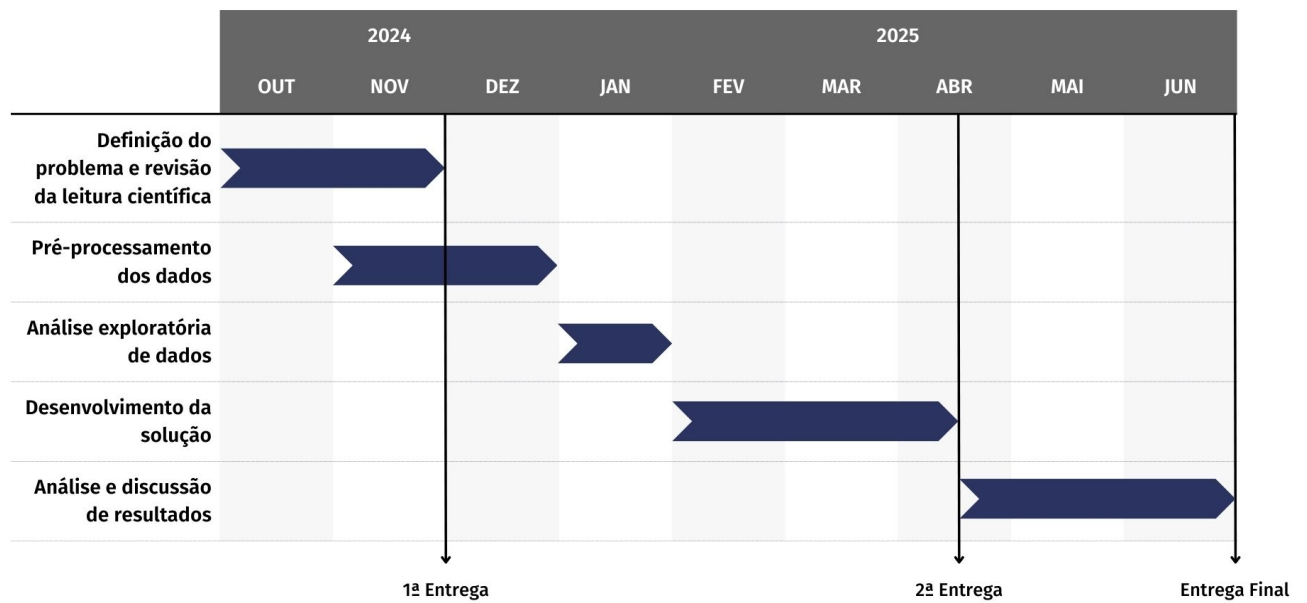 2024
2025
OUT
NOV
DEZ
JAN
FEV
MAR
ABR
MAI
JUN
Definição do
problema e revisão
da leitura científica
Pré-processamento
dos dados
Análise exploratória
de dados
Desenvolvimento da
solução
Análise e discussão
de resultados
1ª Entrega
2ª Entrega
Entrega Final